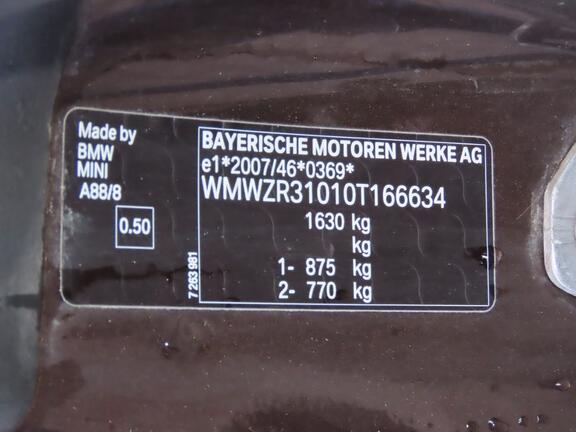 Made by
BMW
MINI
A88/8
0.50
7 263 981
BAYERISCHE MOTOREN WERKE AG
e1*2007/46*0369*
WMWZR31010T166634
1630 kg
kg
1- 875 kg
2- 770 kg